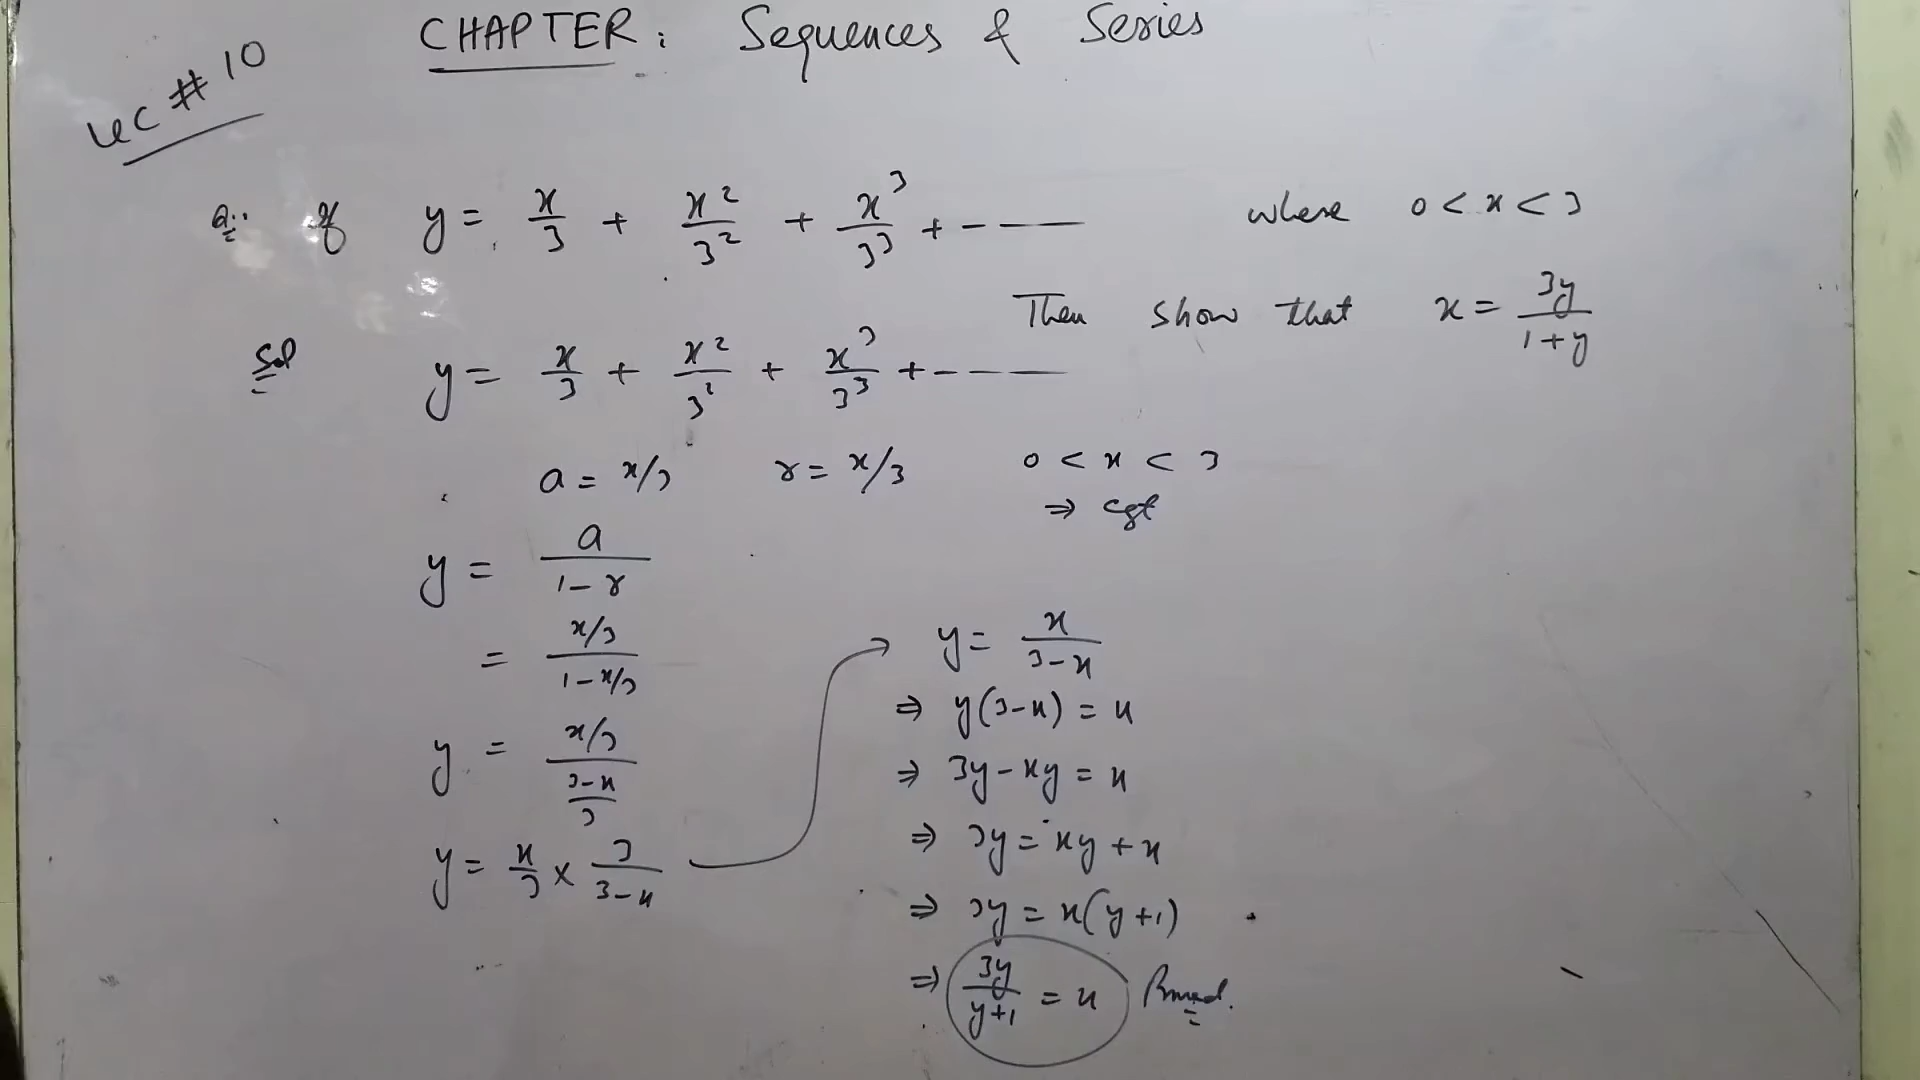 CHAPTER: Sequences & Series
Lec # 10
Q:. If y = x/3 + x²/3² + x³/3³ + ---- where 0 < x < 3
Then show that x = 3y/(1+y)
Sol y = x/3 + x²/3² + x³/3³ + ----
a = x/3 r = x/3 0 < x < 3
⇒ cgt
y = a/(1-r)
= (x/3)/(1-x/3)
y = (x/3)/((3-x)/3)
y = x/3 × 3/(3-x)
y = x/(3-x)
⇒ y(3-x) = x
⇒ 3y-xy = x
⇒ 3y = xy + x
⇒ 3y = x(y+1)
⇒ 3y/(y+1) = x Proved.